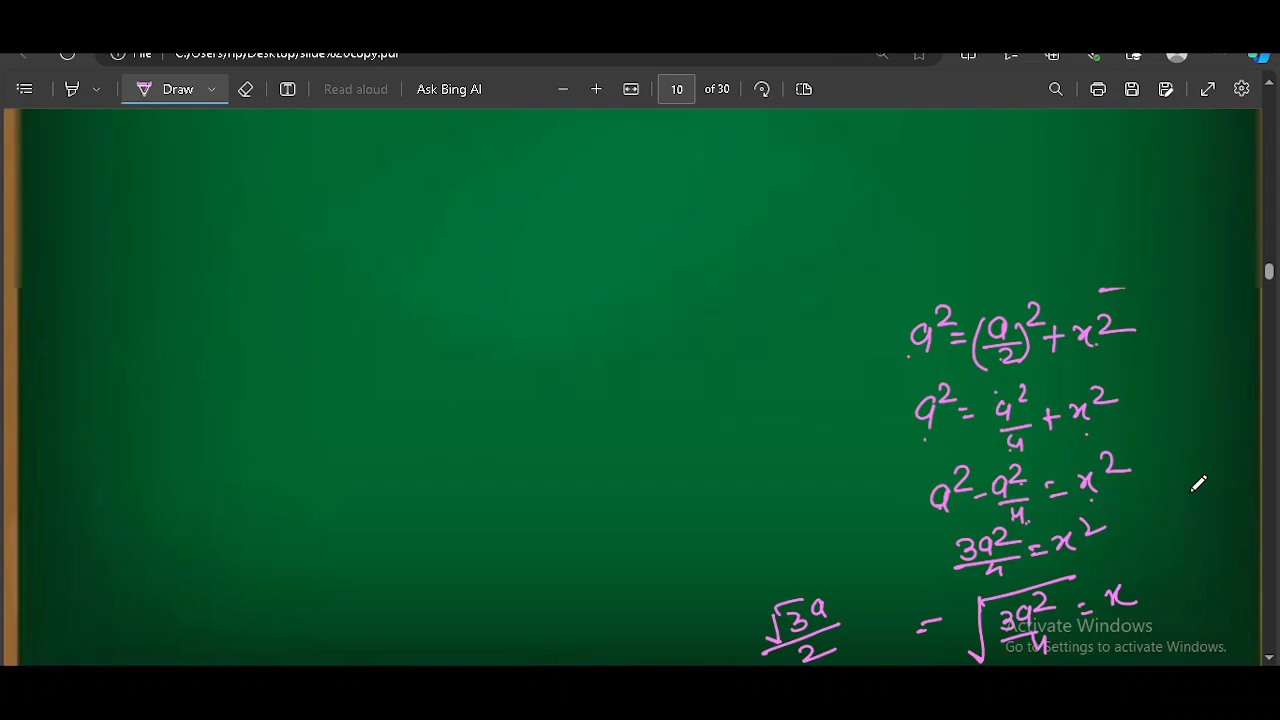 File C:/Users/hp/Desktop/slide%20copy.pdf
Draw Read aloud Ask Bing AI 10 of 30
a² = (a/2)² + x²
a² = a²/4 + x²
a² - a²/4 = x²
3a²/4 = x²
√3a/2 = √(3a²/4) = x
Activate Windows
Go to Settings to activate Windows.